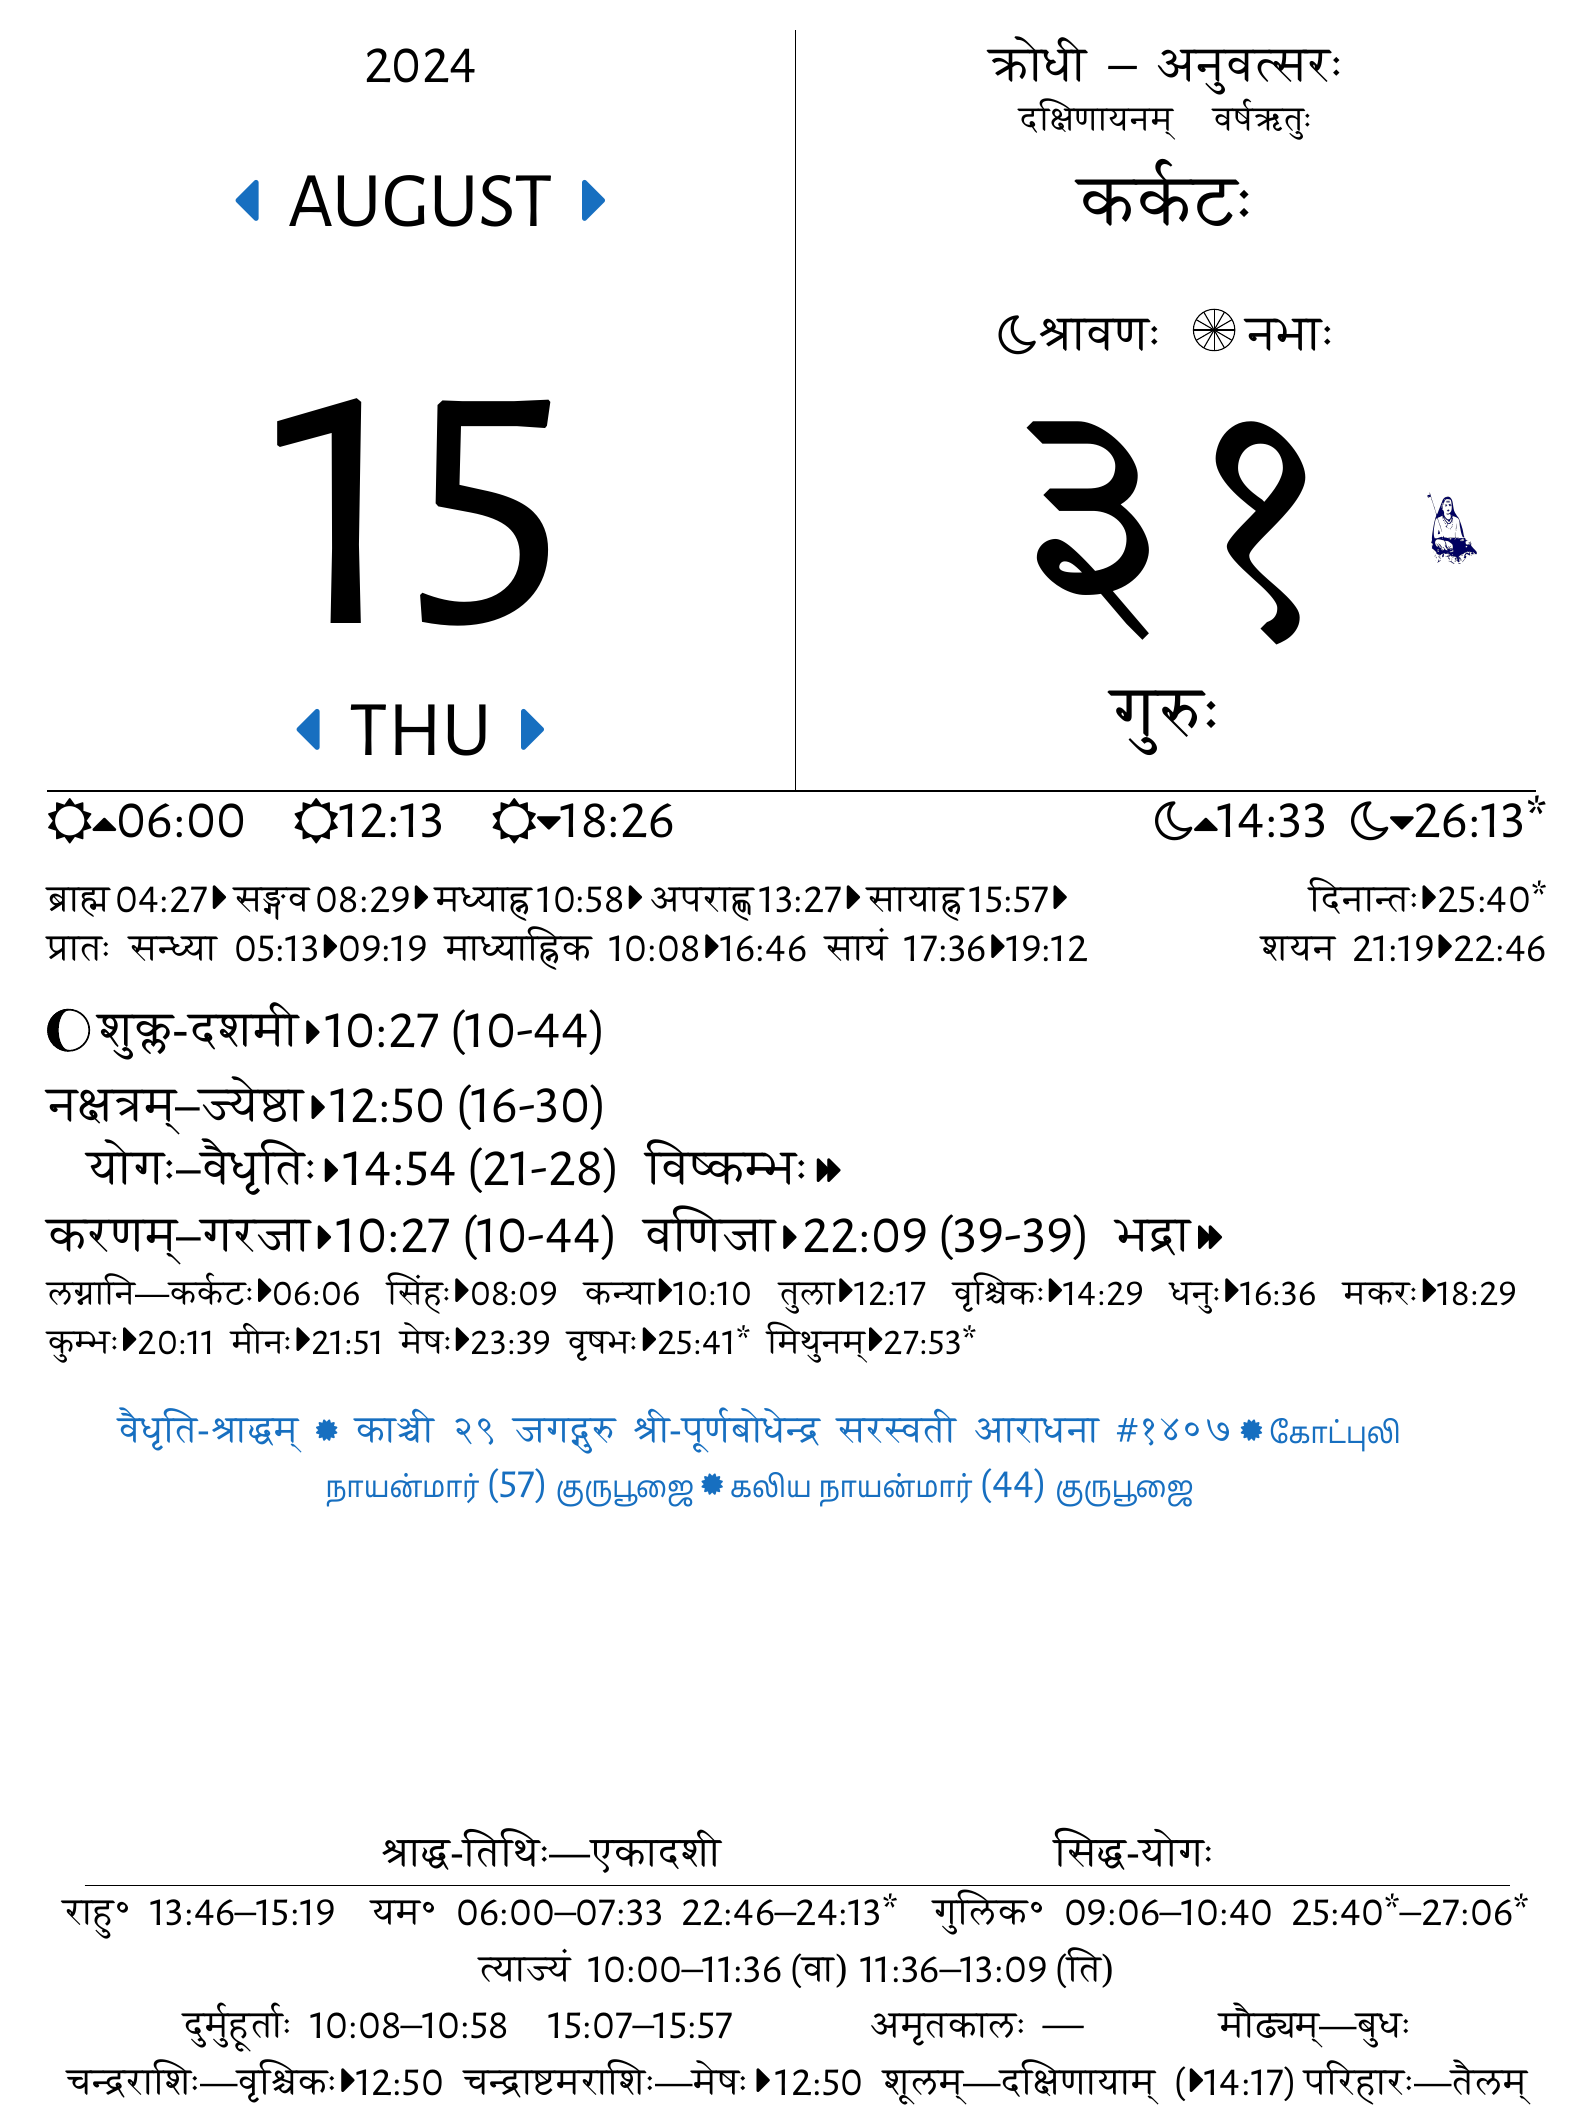 2024
AUGUST
15
THU
क्रोधी – अनुवत्सरः
दक्षिणायनम् वर्षऋतुः
कर्कटः
श्रावणः नभाः
३१
गुरुः
06:00 12:13 18:26 14:33 26:13*
ब्राह्म 04:27 सङ्गव 08:29 मध्याह्न 10:58 अपराह्ण 13:27 सायाह्न 15:57 दिनान्तः 25:40*
प्रातः सन्ध्या 05:13 09:19 माध्याह्निक 10:08 16:46 सायं 17:36 19:12 शयन 21:19 22:46
शुक्ल-दशमी 10:27 (10-44)
नक्षत्रम्–ज्येष्ठा 12:50 (16-30)
योगः–वैधृतिः 14:54 (21-28) विष्कम्भः
करणम्–गरजा 10:27 (10-44) वणिजा 22:09 (39-39) भद्रा
लग्नानि—कर्कटः 06:06 सिंहः 08:09 कन्या 10:10 तुला 12:17 वृश्चिकः 14:29 धनुः 16:36 मकरः 18:29
कुम्भः 20:11 मीनः 21:51 मेषः 23:39 वृषभः 25:41* मिथुनम् 27:53*
वैधृति-श्राद्धम् ✹ काञ्ची २९ जगद्गुरु श्री-पूर्णबोधेन्द्र सरस्वती आराधना #१४०७ ✹ கோட்புலி
நாயன்மார் (57) குருபூஜை ✹ கலிய நாயன்மார் (44) குருபூஜை
श्राद्ध-तिथिः—एकादशी सिद्ध-योगः
राहु॰ 13:46–15:19 यम॰ 06:00–07:33 22:46–24:13* गुलिक॰ 09:06–10:40 25:40*–27:06*
त्याज्यं 10:00–11:36 (वा) 11:36–13:09 (ति)
दुर्मुहूर्ताः 10:08–10:58 15:07–15:57 अमृतकालः — मौढ्यम्—बुधः
चन्द्रराशिः—वृश्चिकः 12:50 चन्द्राष्टमराशिः—मेषः 12:50 शूलम्—दक्षिणायाम् (14:17) परिहारः—तैलम्